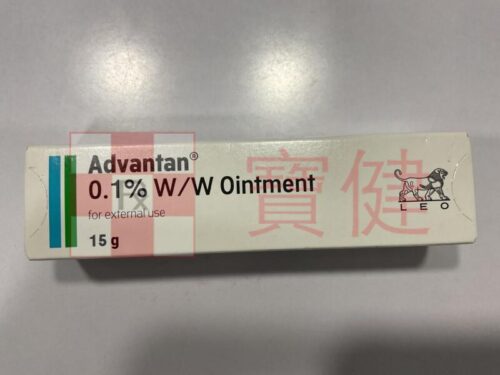 Advantan®
0.1% W/W Ointment
for external use
15 g
LEO
寶健